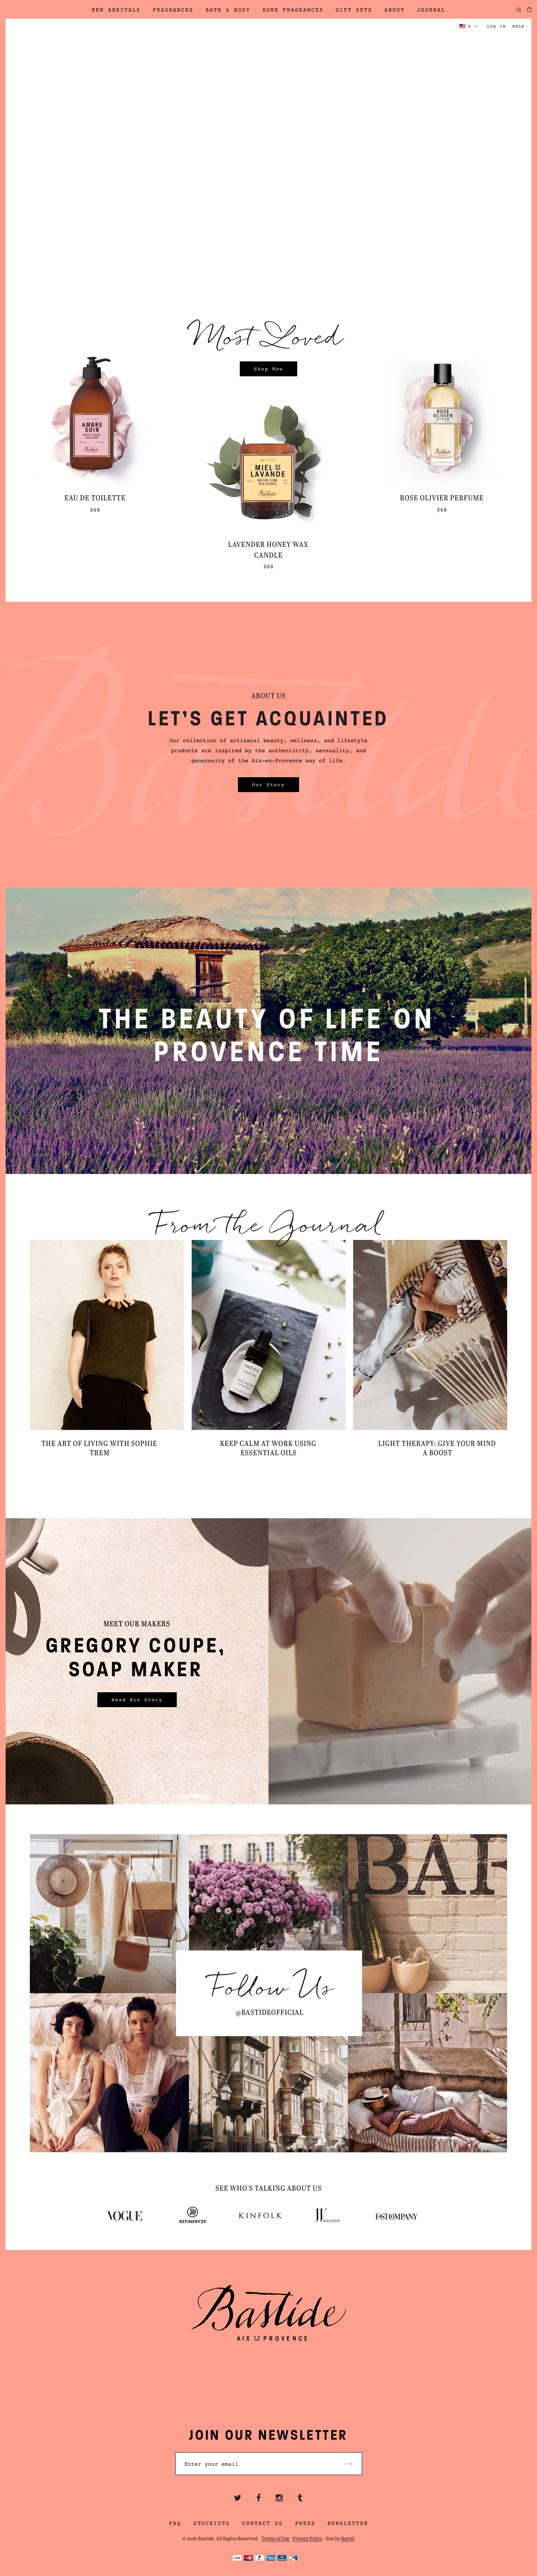 NEW ARRIVALS FRAGRANCES BATH & BODY HOME FRAGRANCES GIFT SETS ABOUT JOURNAL
$ LOG IN HELP
Most Loved
Shop Now
AMBRE
SOIR
MIEL DE
LAVANDE
Bastide
ROSE
OLIVIER
Bastide
EAU DE TOILETTE
$68
ROSE OLIVIER PERFUME
$68
LAVENDER HONEY WAX
CANDLE
$68
Bastide
ABOUT US
LET'S GET ACQUAINTED
Our collection of artisanal beauty, wellness, and lifestyle
products are inspired by the authenticity, sensuality, and
generosity of the Aix-en-Provence way of life.
Our Story
THE BEAUTY OF LIFE ON
PROVENCE TIME
From the Journal
THE ART OF LIVING WITH SOPHIE
TREM
KEEP CALM AT WORK USING
ESSENTIAL OILS
LIGHT THERAPY: GIVE YOUR MIND
A BOOST
MEET OUR MAKERS
GREGORY COUPE,
SOAP MAKER
Read His Story
BAR
Follow Us
@BASTIDEOFFICIAL
SEE WHO'S TALKING ABOUT US
VOGUE
REFINERY29
KINFOLK
W MAGAZINE
FAST COMPANY
Bastide
AIX EN PROVENCE
JOIN OUR NEWSLETTER
Enter your email
FAQ STOCKISTS CONTACT US PRESS NEWSLETTER
© 2016 Bastide. All Rights Reserved. Terms of Use Privacy Policy Site by Barrel